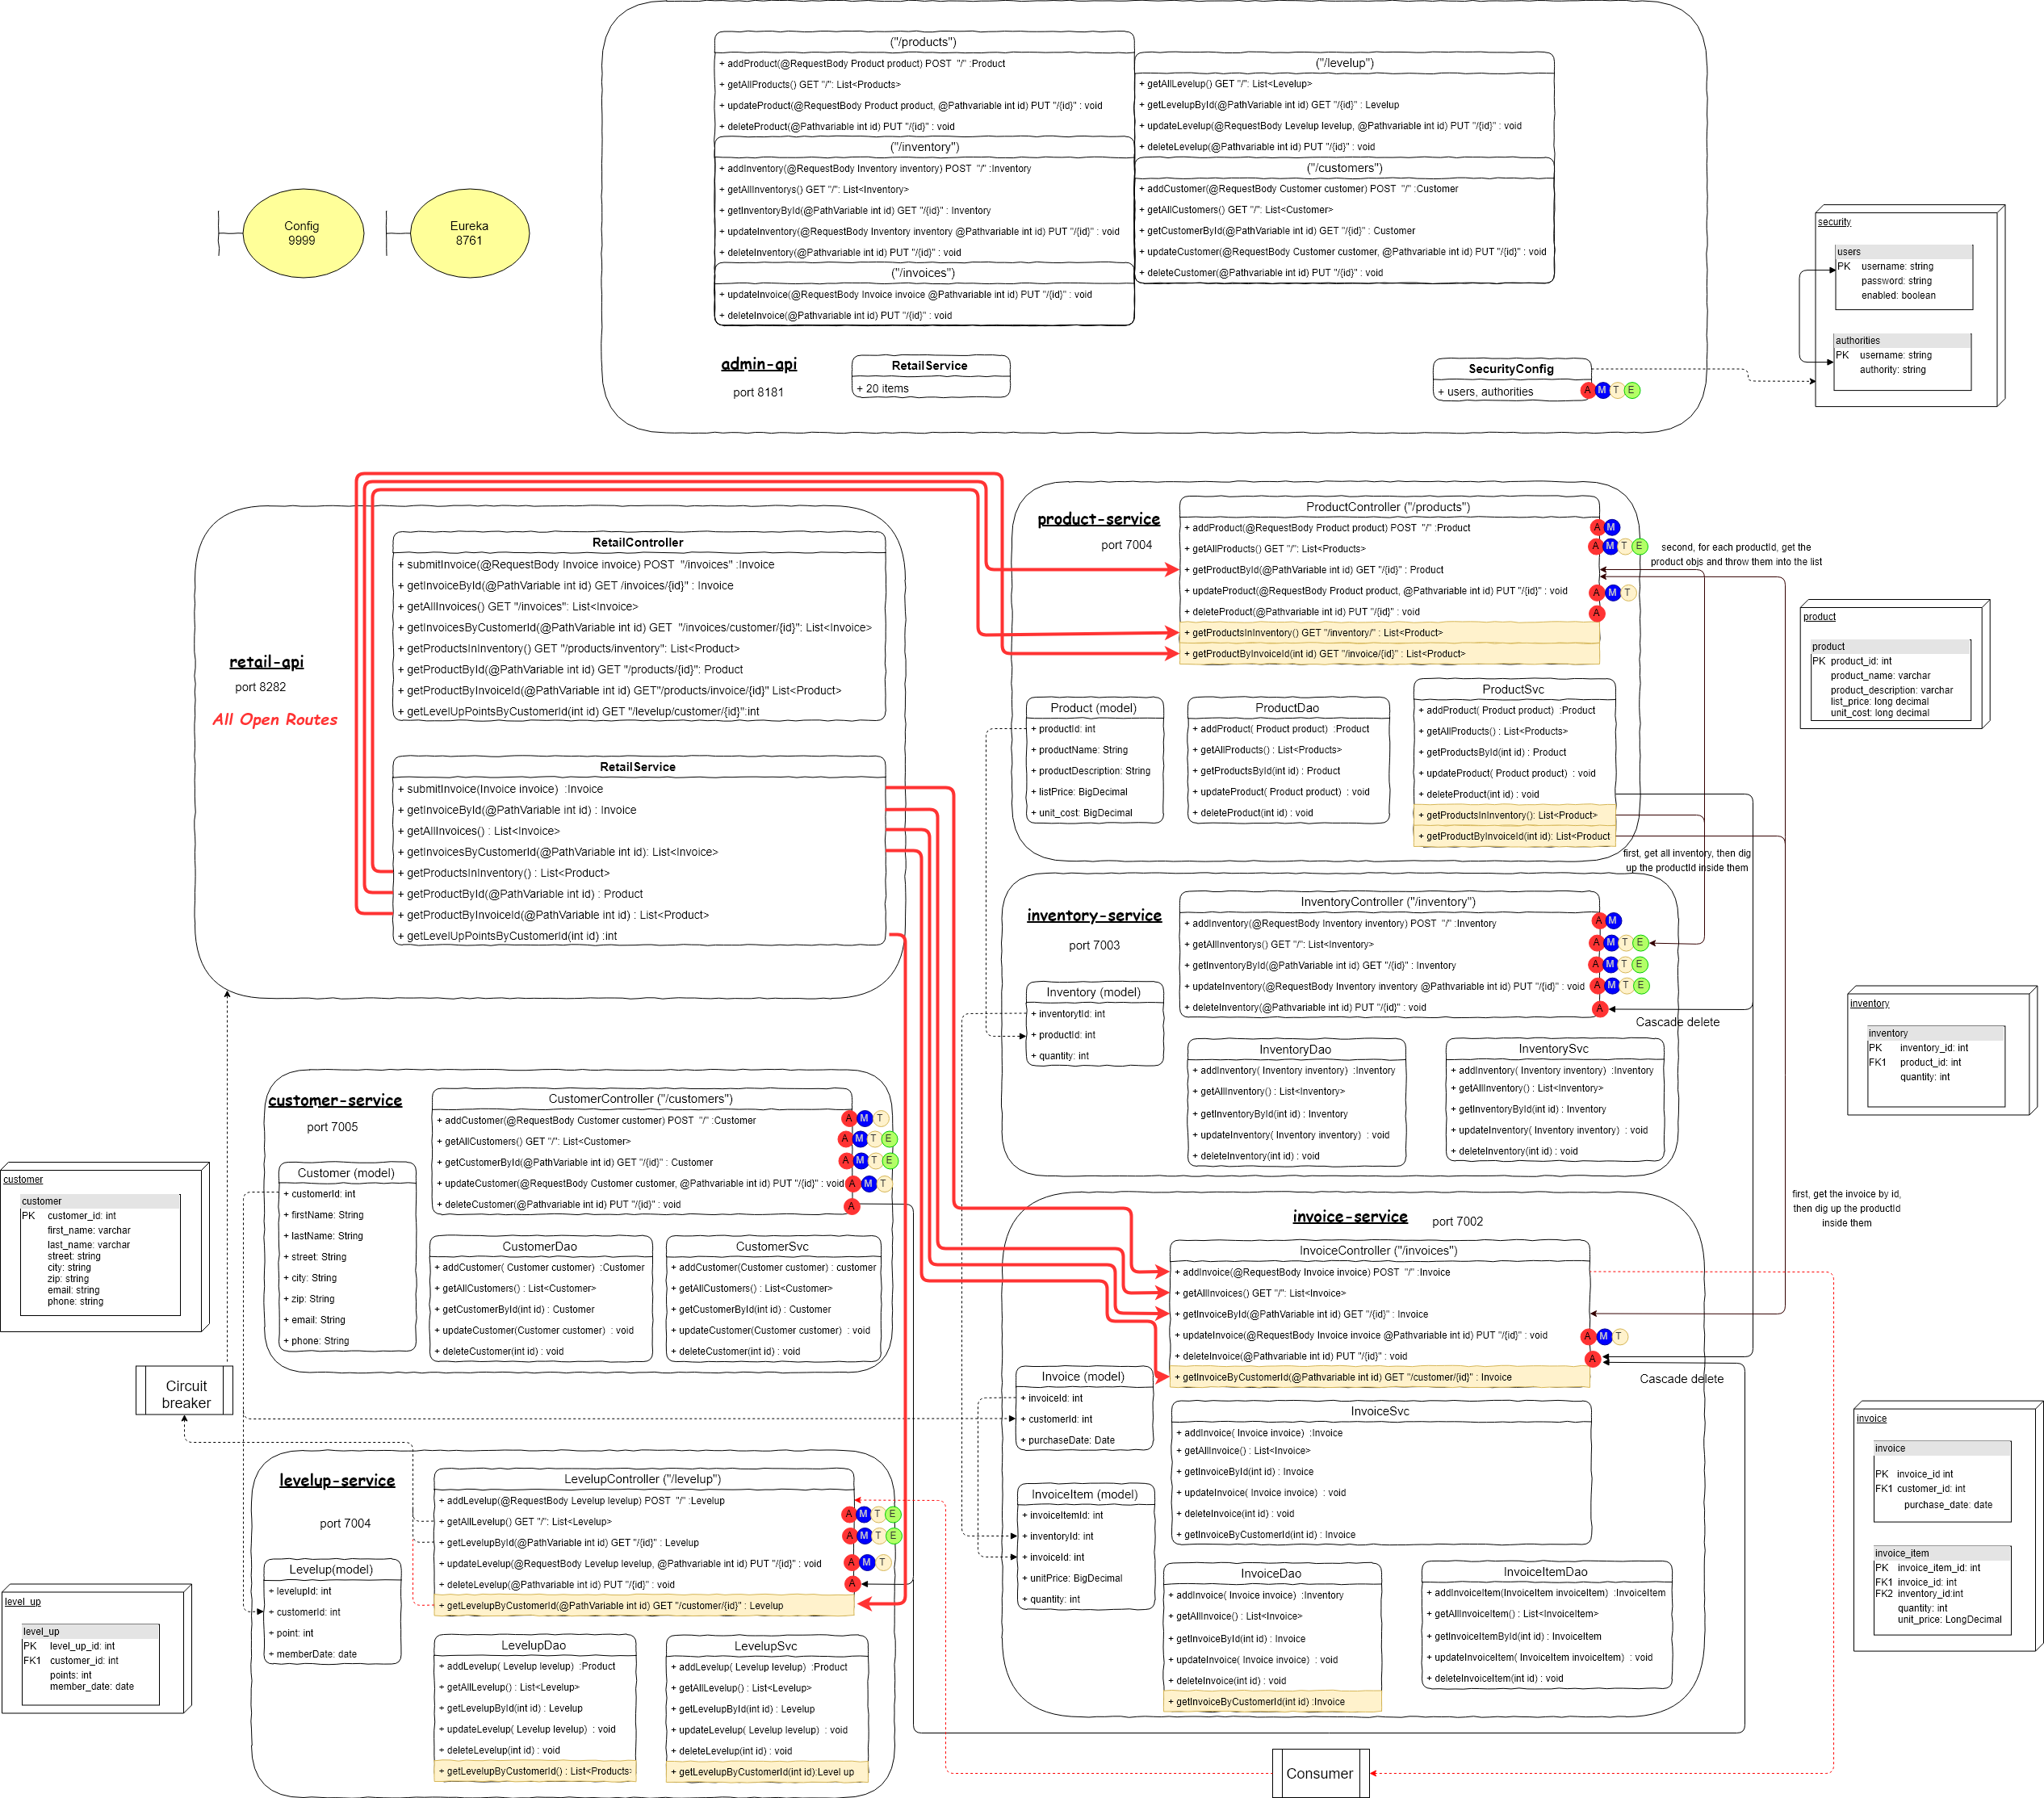 ("/products")
+ addProduct(@RequestBody Product product) POST "/" :Product
+ getAllProducts() GET "/": List<Products>
+ updateProduct(@RequestBody Product product, @Pathvariable int id) PUT "/{id}" : void
+ deleteProduct(@Pathvariable int id) PUT "/{id}" : void
("/inventory")
+ addInventory(@RequestBody Inventory inventory) POST "/" :Inventory
+ getAllInventorys() GET "/": List<Inventory>
+ getInventoryById(@PathVariable int id) GET "/{id}" : Inventory
+ updateInventory(@RequestBody Inventory inventory @Pathvariable int id) PUT "/{id}" : void
+ deleteInventory(@Pathvariable int id) PUT "/{id}" : void
("/invoices")
+ updateInvoice(@RequestBody Invoice invoice @Pathvariable int id) PUT "/{id}" : void
+ deleteInvoice(@Pathvariable int id) PUT "/{id}" : void
("/levelup")
+ getAllLevelup() GET "/": List<Levelup>
+ getLevelupById(@PathVariable int id) GET "/{id}" : Levelup
+ updateLevelup(@RequestBody Levelup levelup, @Pathvariable int id) PUT "/{id}" : void
+ deleteLevelup(@Pathvariable int id) PUT "/{id}" : void
("/customers")
+ addCustomer(@RequestBody Customer customer) POST "/" :Customer
+ getAllCustomers() GET "/": List<Customer>
+ getCustomerById(@PathVariable int id) GET "/{id}" : Customer
+ updateCustomer(@RequestBody Customer customer, @Pathvariable int id) PUT "/{id}" : void
+ deleteCustomer(@Pathvariable int id) PUT "/{id}" : void
admin-api
port 8181
RetailService
+ 20 items
SecurityConfig
+ users, authorities
A M T E
Config
9999
Eureka
8761
security
users
PK username: string
password: string
enabled: boolean
authorities
PK username: string
authority: string
retail-api
port 8282
All Open Routes
RetailController
+ submitInvoice(@RequestBody Invoice invoice) POST "/invoices" :Invoice
+ getInvoiceById(@PathVariable int id) GET /invoices/{id}" : Invoice
+ getAllInvoices() GET "/invoices": List<Invoice>
+ getInvoicesByCustomerId(@PathVariable int id) GET "/invoices/customer/{id}": List<Invoice>
+ getProductsInInventory() GET "/products/inventory": List<Product>
+ getProductById(@PathVariable int id) GET "/products/{id}": Product
+ getProductByInvoiceId(@PathVariable int id) GET"/products/invoice/{id}" List<Product>
+ getLevelUpPointsByCustomerId(int id) GET "/levelup/customer/{id}":int
RetailService
+ submitInvoice(Invoice invoice) :Invoice
+ getInvoiceById(@PathVariable int id) : Invoice
+ getAllInvoices() : List<Invoice>
+ getInvoicesByCustomerId(@PathVariable int id): List<Invoice>
+ getProductsInInventory() : List<Product>
+ getProductById(@PathVariable int id) : Product
+ getProductByInvoiceId(@PathVariable int id) : List<Product>
+ getLevelUpPointsByCustomerId(int id) :int
product-service
port 7004
ProductController ("/products")
+ addProduct(@RequestBody Product product) POST "/" :Product
A M
+ getAllProducts() GET "/": List<Products>
A M T E
+ getProductById(@PathVariable int id) GET "/{id}" : Product
+ updateProduct(@RequestBody Product product, @Pathvariable int id) PUT "/{id}" : void
A M T
+ deleteProduct(@Pathvariable int id) PUT "/{id}" : void
A
+ getProductsInInventory() GET "/inventory/" : List<Product>
+ getProductByInvoiceId(int id) GET "/invoice/{id}" : List<Product>
second, for each productId, get the
product objs and throw them into the list
Product (model)
+ productId: int
+ productName: String
+ productDescription: String
+ listPrice: BigDecimal
+ unit_cost: BigDecimal
ProductDao
+ addProduct( Product product) :Product
+ getAllProducts() : List<Products>
+ getProductsById(int id) : Product
+ updateProduct( Product product) : void
+ deleteProduct(int id) : void
ProductSvc
+ addProduct( Product product) :Product
+ getAllProducts() : List<Products>
+ getProductsById(int id) : Product
+ updateProduct( Product product) : void
+ deleteProduct(int id) : void
+ getProductsInInventory(): List<Product>
+ getProductByInvoiceId(int id): List<Product
first, get all inventory, then dig
up the productId inside them
product
product
PK product_id: int
product_name: varchar
product_description: varchar
list_price: long decimal
unit_cost: long decimal
inventory-service
port 7003
InventoryController ("/inventory")
+ addInventory(@RequestBody Inventory inventory) POST "/" :Inventory
A M
+ getAllInventorys() GET "/": List<Inventory>
A M T E
+ getInventoryById(@PathVariable int id) GET "/{id}" : Inventory
A M T E
+ updateInventory(@RequestBody Inventory inventory @Pathvariable int id) PUT "/{id}" : void
A M T E
+ deleteInventory(@Pathvariable int id) PUT "/{id}" : void
A
Cascade delete
Inventory (model)
+ inventorytId: int
+ productId: int
+ quantity: int
InventoryDao
+ addInventory( Inventory inventory) :Inventory
+ getAllInventory() : List<Inventory>
+ getInventoryById(int id) : Inventory
+ updateInventory( Inventory inventory) : void
+ deleteInventory(int id) : void
InventorySvc
+ addInventory( Inventory inventory) :Inventory
+ getAllInventory() : List<Inventory>
+ getInventoryById(int id) : Inventory
+ updateInventory( Inventory inventory) : void
+ deleteInventory(int id) : void
inventory
inventory
PK inventory_id: int
FK1 product_id: int
quantity: int
customer-service
port 7005
CustomerController ("/customers")
+ addCustomer(@RequestBody Customer customer) POST "/" :Customer
A M T
+ getAllCustomers() GET "/": List<Customer>
A M T E
+ getCustomerById(@PathVariable int id) GET "/{id}" : Customer
A M T E
+ updateCustomer(@RequestBody Customer customer, @Pathvariable int id) PUT "/{id}" : void
A M T
+ deleteCustomer(@Pathvariable int id) PUT "/{id}" : void
A
Customer (model)
+ customerId: int
+ firstName: String
+ lastName: String
+ street: String
+ city: String
+ zip: String
+ email: String
+ phone: String
CustomerDao
+ addCustomer( Customer customer) :Customer
+ getAllCustomers() : List<Customer>
+ getCustomerById(int id) : Customer
+ updateCustomer(Customer customer) : void
+ deleteCustomer(int id) : void
CustomerSvc
+ addCustomer(Customer customer) : customer
+ getAllCustomers() : List<Customer>
+ getCustomerById(int id) : Customer
+ updateCustomer(Customer customer) : void
+ deleteCustomer(int id) : void
customer
customer
PK customer_id: int
first_name: varchar
last_name: varchar
street: string
city: string
zip: string
email: string
phone: string
Circuit
breaker
invoice-service
port 7002
first, get the invoice by id,
then dig up the productId
inside them
InvoiceController ("/invoices")
+ addInvoice(@RequestBody Invoice invoice) POST "/" :Invoice
+ getAllInvoices() GET "/": List<Invoice>
+ getInvoiceById(@PathVariable int id) GET "/{id}" : Invoice
+ updateInvoice(@RequestBody Invoice invoice @Pathvariable int id) PUT "/{id}" : void
A M T
+ deleteInvoice(@Pathvariable int id) PUT "/{id}" : void
A
+ getInvoiceByCustomerId(@Pathvariable int id) GET "/customer/{id}" : Invoice
Cascade delete
Invoice (model)
+ invoiceId: int
+ customerId: int
+ purchaseDate: Date
InvoiceItem (model)
+ invoiceItemId: int
+ inventoryId: int
+ invoiceId: int
+ unitPrice: BigDecimal
+ quantity: int
InvoiceSvc
+ addInvoice( Invoice invoice) :Invoice
+ getAllInvoice() : List<Invoice>
+ getInvoiceById(int id) : Invoice
+ updateInvoice( Invoice invoice) : void
+ deleteInvoice(int id) : void
+ getInvoiceByCustomerId(int id) : Invoice
InvoiceDao
+ addInvoice( Invoice invoice) :Inventory
+ getAllInvoice() : List<Invoice>
+ getInvoiceById(int id) : Invoice
+ updateInvoice( Invoice invoice) : void
+ deleteInvoice(int id) : void
+ getInvoiceByCustomerId(int id) :Invoice
InvoiceItemDao
+ addInvoiceItem(InvoiceItem invoiceItem) :InvoiceItem
+ getAllInvoiceItem() : List<InvoiceItem>
+ getInvoiceItemById(int id) : InvoiceItem
+ updateInvoiceItem( InvoiceItem invoiceItem) : void
+ deleteInvoiceItem(int id) : void
invoice
invoice
PK invoice_id int
FK1 customer_id: int
purchase_date: date
invoice_item
PK invoice_item_id: int
FK1 invoice_id: int
FK2 inventory_id:int
quantity: int
unit_price: LongDecimal
levelup-service
port 7004
LevelupController ("/levelup")
+ addLevelup(@RequestBody Levelup levelup) POST "/" :Levelup
A M T E
+ getAllLevelup() GET "/": List<Levelup>
+ getLevelupById(@PathVariable int id) GET "/{id}" : Levelup
A M T E
+ updateLevelup(@RequestBody Levelup levelup, @Pathvariable int id) PUT "/{id}" : void
A M T
+ deleteLevelup(@Pathvariable int id) PUT "/{id}" : void
A
+ getLevelupByCustomerId(@PathVariable int id) GET "/customer/{id}" : Levelup
Levelup(model)
+ levelupId: int
+ customerId: int
+ point: int
+ memberDate: date
LevelupDao
+ addLevelup( Levelup levelup) :Product
+ getAllLevelup() : List<Levelup>
+ getLevelupById(int id) : Levelup
+ updateLevelup( Levelup levelup) : void
+ deleteLevelup(int id) : void
+ getLevelupByCustomerId() : List<Products>
LevelupSvc
+ addLevelup( Levelup levelup) :Product
+ getAllLevelup() : List<Levelup>
+ getLevelupById(int id) : Levelup
+ updateLevelup( Levelup levelup) : void
+ deleteLevelup(int id) : void
+ getLevelupByCustomerId(int id):Level up
level_up
level_up
PK level_up_id: int
FK1 customer_id: int
points: int
member_date: date
Consumer